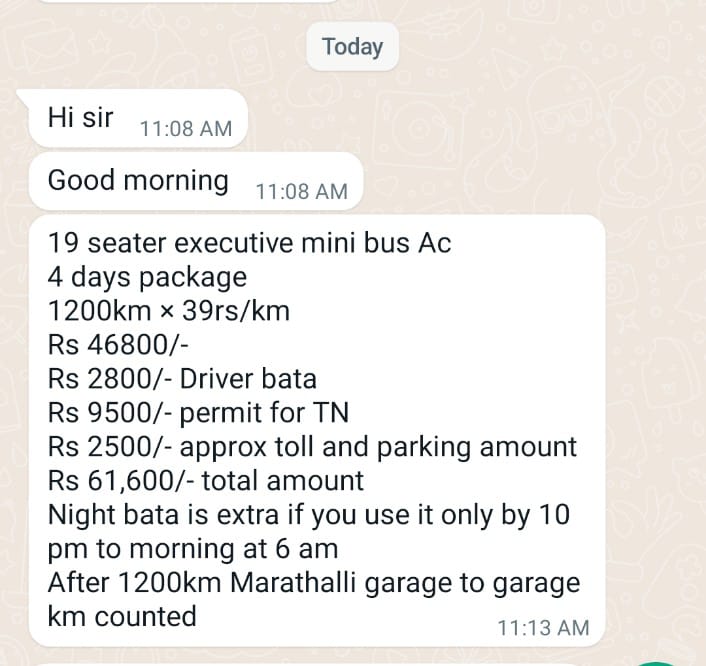 Today
Hi sir 11:08 AM
Good morning 11:08 AM
19 seater executive mini bus Ac
4 days package
1200km × 39rs/km
Rs 46800/-
Rs 2800/- Driver bata
Rs 9500/- permit for TN
Rs 2500/- approx toll and parking amount
Rs 61,600/- total amount
Night bata is extra if you use it only by 10
pm to morning at 6 am
After 1200km Marathalli garage to garage
km counted
11:13 AM